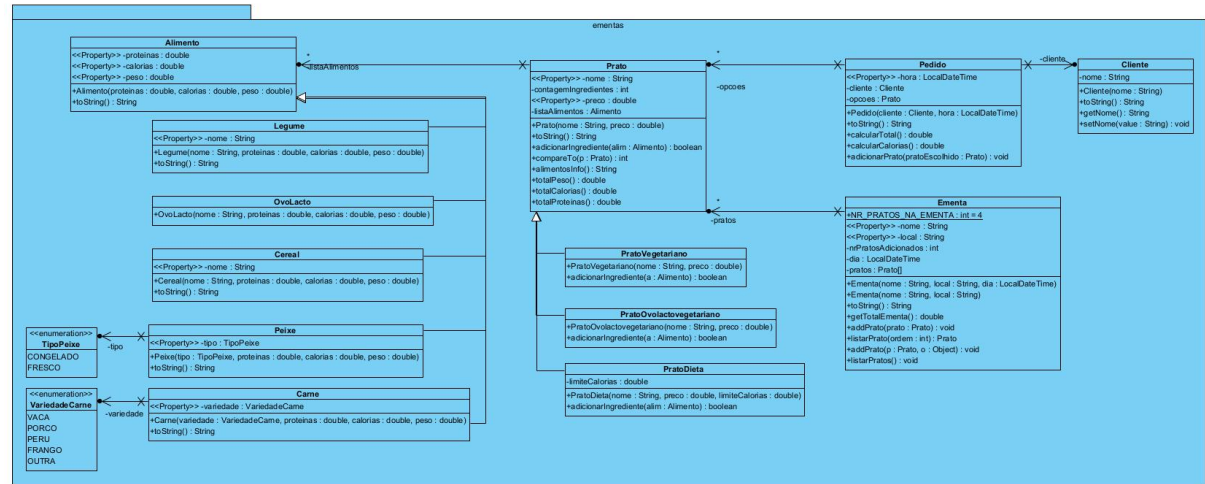 ementas
Alimento
<<Property>> -proteinas : double
<<Property>> -calorias : double
<<Property>> -peso : double
+Alimento(proteinas : double, calorias : double, peso : double)
+toString() : String
*
-listaAlimentos
Prato
<<Property>> -nome : String
-contagemIngredientes : int
<<Property>> -preco : double
-listaAlimentos : Alimento
+Prato(nome : String, preco : double)
+toString() : String
+adicionarIngrediente(alim : Alimento) : boolean
+compareTo(p : Prato) : int
+alimentosInfo() : String
+totalPeso() : double
+totalCalorias() : double
+totalProteinas() : double
*
-opcoes
Pedido
<<Property>> -hora : LocalDateTime
-cliente : Cliente
-opcoes : Prato
+Pedido(cliente : Cliente, hora : LocalDateTime)
+toString() : String
+calcularTotal() : double
+calcularCalorias() : double
+adicionarPrato(pratoEscolhido : Prato) : void
-cliente
Cliente
-nome : String
+Cliente(nome : String)
+toString() : String
+getNome() : String
+setNome(value : String) : void
Legume
<<Property>> -nome : String
+Legume(nome : String, proteinas : double, calorias : double, peso : double)
+toString() : String
OvoLacto
+OvoLacto(nome : String, proteinas : double, calorias : double, peso : double)
Cereal
<<Property>> -nome : String
+Cereal(nome : String, proteinas : double, calorias : double, peso : double)
+toString() : String
*
-pratos
Ementa
+NR_PRATOS_NA_EMENTA : int = 4
<<Property>> -nome : String
<<Property>> -local : String
-nrPratosAdicionados : int
-dia : LocalDateTime
-pratos : Prato[]
+Ementa(nome : String, local : String, dia : LocalDateTime)
+Ementa(nome : String, local : String)
+toString() : String
+getTotalEmenta() : double
+addPrato(prato : Prato) : void
+listarPrato(ordem : int) : Prato
+addPrato(p : Prato, o : Object) : void
+listarPratos() : void
PratoVegetariano
+PratoVegetariano(nome : String, preco : double)
+adicionarIngrediente(a : Alimento) : boolean
PratoOvolactovegetariano
+PratoOvolactovegetariano(nome : String, preco : double)
+adicionarIngrediente(a : Alimento) : boolean
PratoDieta
-limiteCalorias : double
+PratoDieta(nome : String, preco : double, limiteCalorias : double)
+adicionarIngrediente(alim : Alimento) : boolean
<<enumeration>>
TipoPeixe
CONGELADO
FRESCO
-tipo
Peixe
<<Property>> -tipo : TipoPeixe
+Peixe(tipo : TipoPeixe, proteinas : double, calorias : double, peso : double)
+toString() : String
<<enumeration>>
VariedadeCarne
VACA
PORCO
PERU
FRANGO
OUTRA
-variedade
Carne
<<Property>> -variedade : VariedadeCarne
+Carne(variedade : VariedadeCarne, proteinas : double, calorias : double, peso : double)
+toString() : String